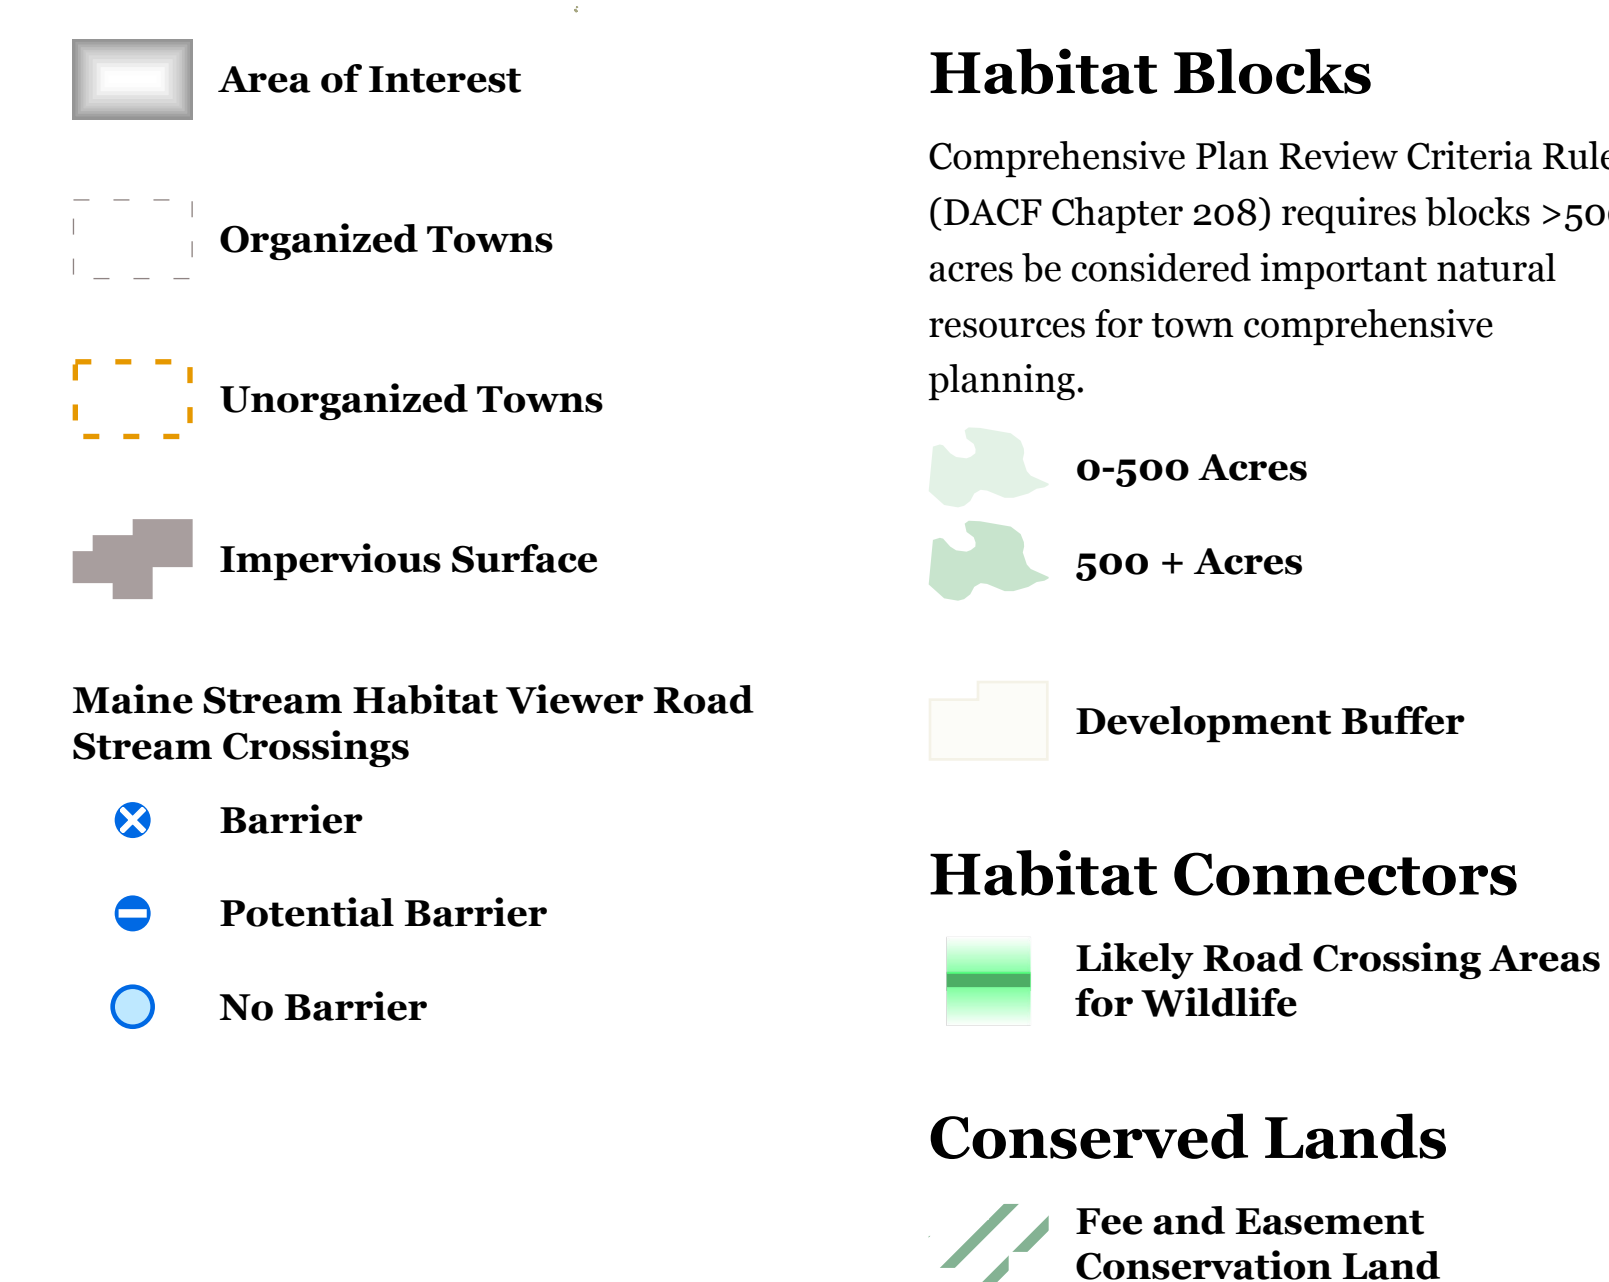 Area of Interest
Organized Towns
Unorganized Towns
Impervious Surface
Maine Stream Habitat Viewer Road
Stream Crossings
Barrier
Potential Barrier
No Barrier
Habitat Blocks
Comprehensive Plan Review Criteria Rule
(DACF Chapter 208) requires blocks >500
acres be considered important natural
resources for town comprehensive
planning.
0-500 Acres
500 + Acres
Development Buffer
Habitat Connectors
Likely Road Crossing Areas
for Wildlife
Conserved Lands
Fee and Easement
Conservation Land